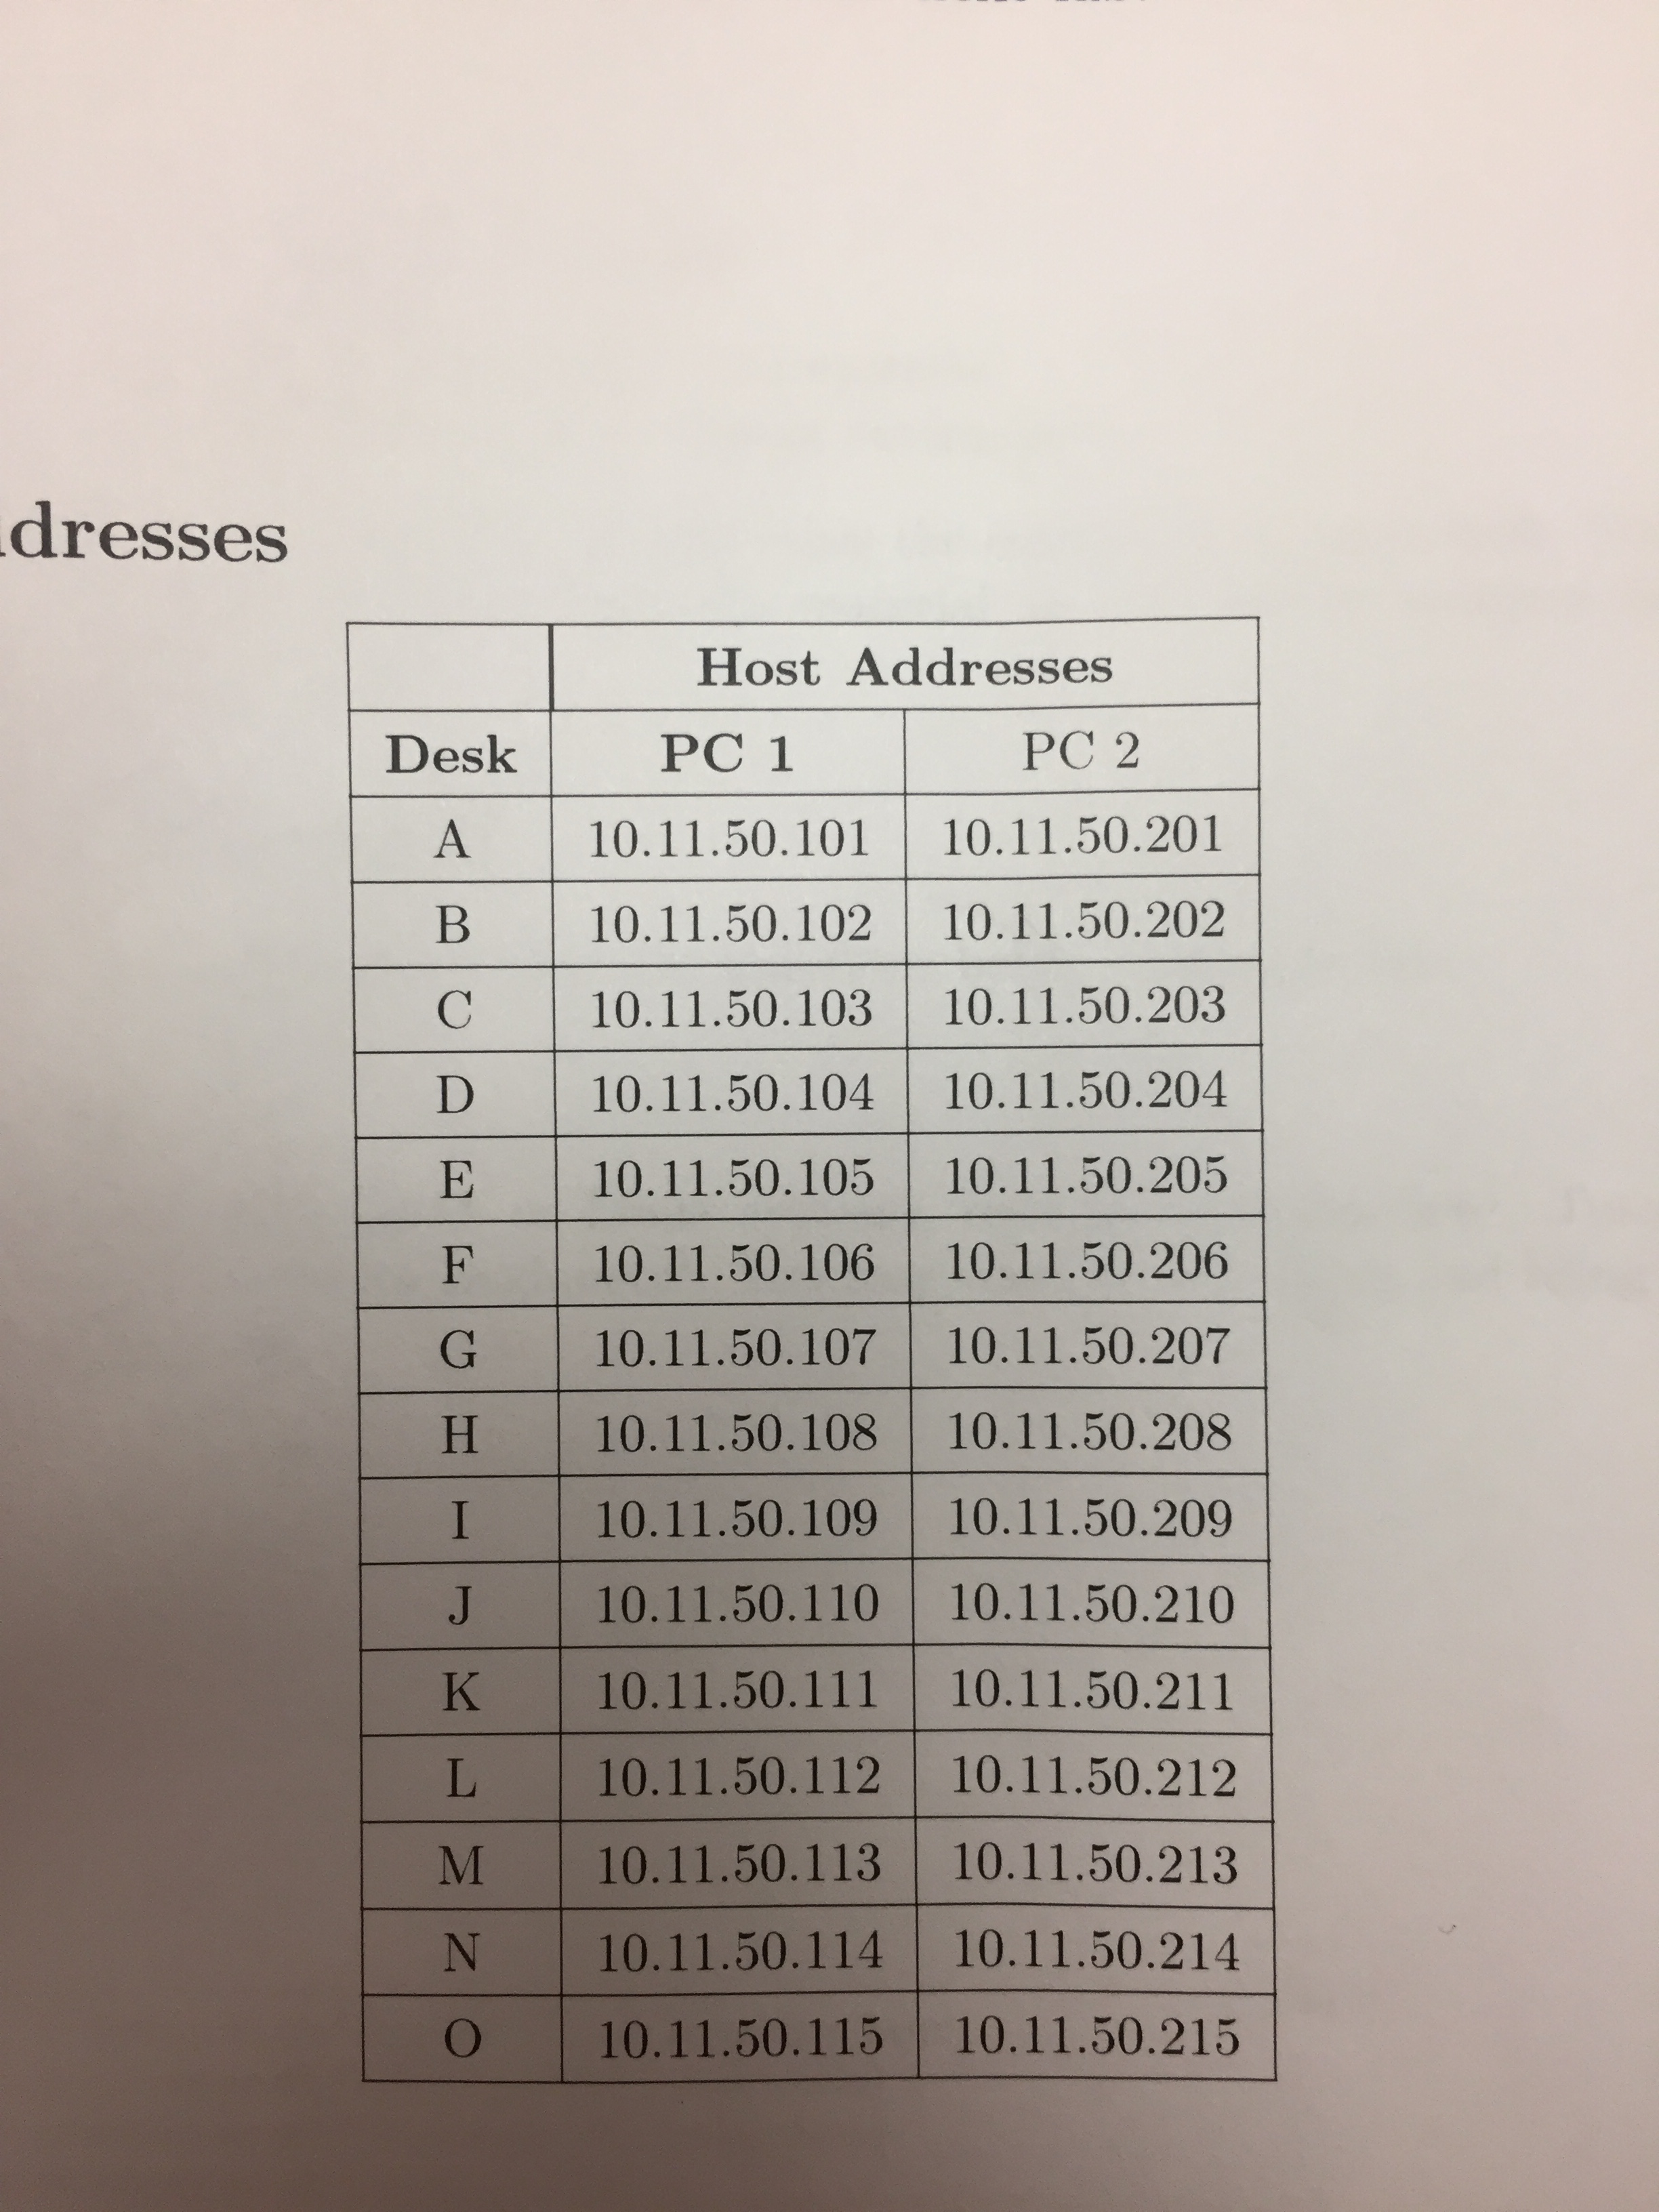 dresses
Host Addresses
Desk PC 1 PC 2
A 10.11.50.101 10.11.50.201
B 10.11.50.102 10.11.50.202
C 10.11.50.103 10.11.50.203
D 10.11.50.104 10.11.50.204
E 10.11.50.105 10.11.50.205
F 10.11.50.106 10.11.50.206
G 10.11.50.107 10.11.50.207
H 10.11.50.108 10.11.50.208
I 10.11.50.109 10.11.50.209
J 10.11.50.110 10.11.50.210
K 10.11.50.111 10.11.50.211
L 10.11.50.112 10.11.50.212
M 10.11.50.113 10.11.50.213
N 10.11.50.114 10.11.50.214
O 10.11.50.115 10.11.50.215